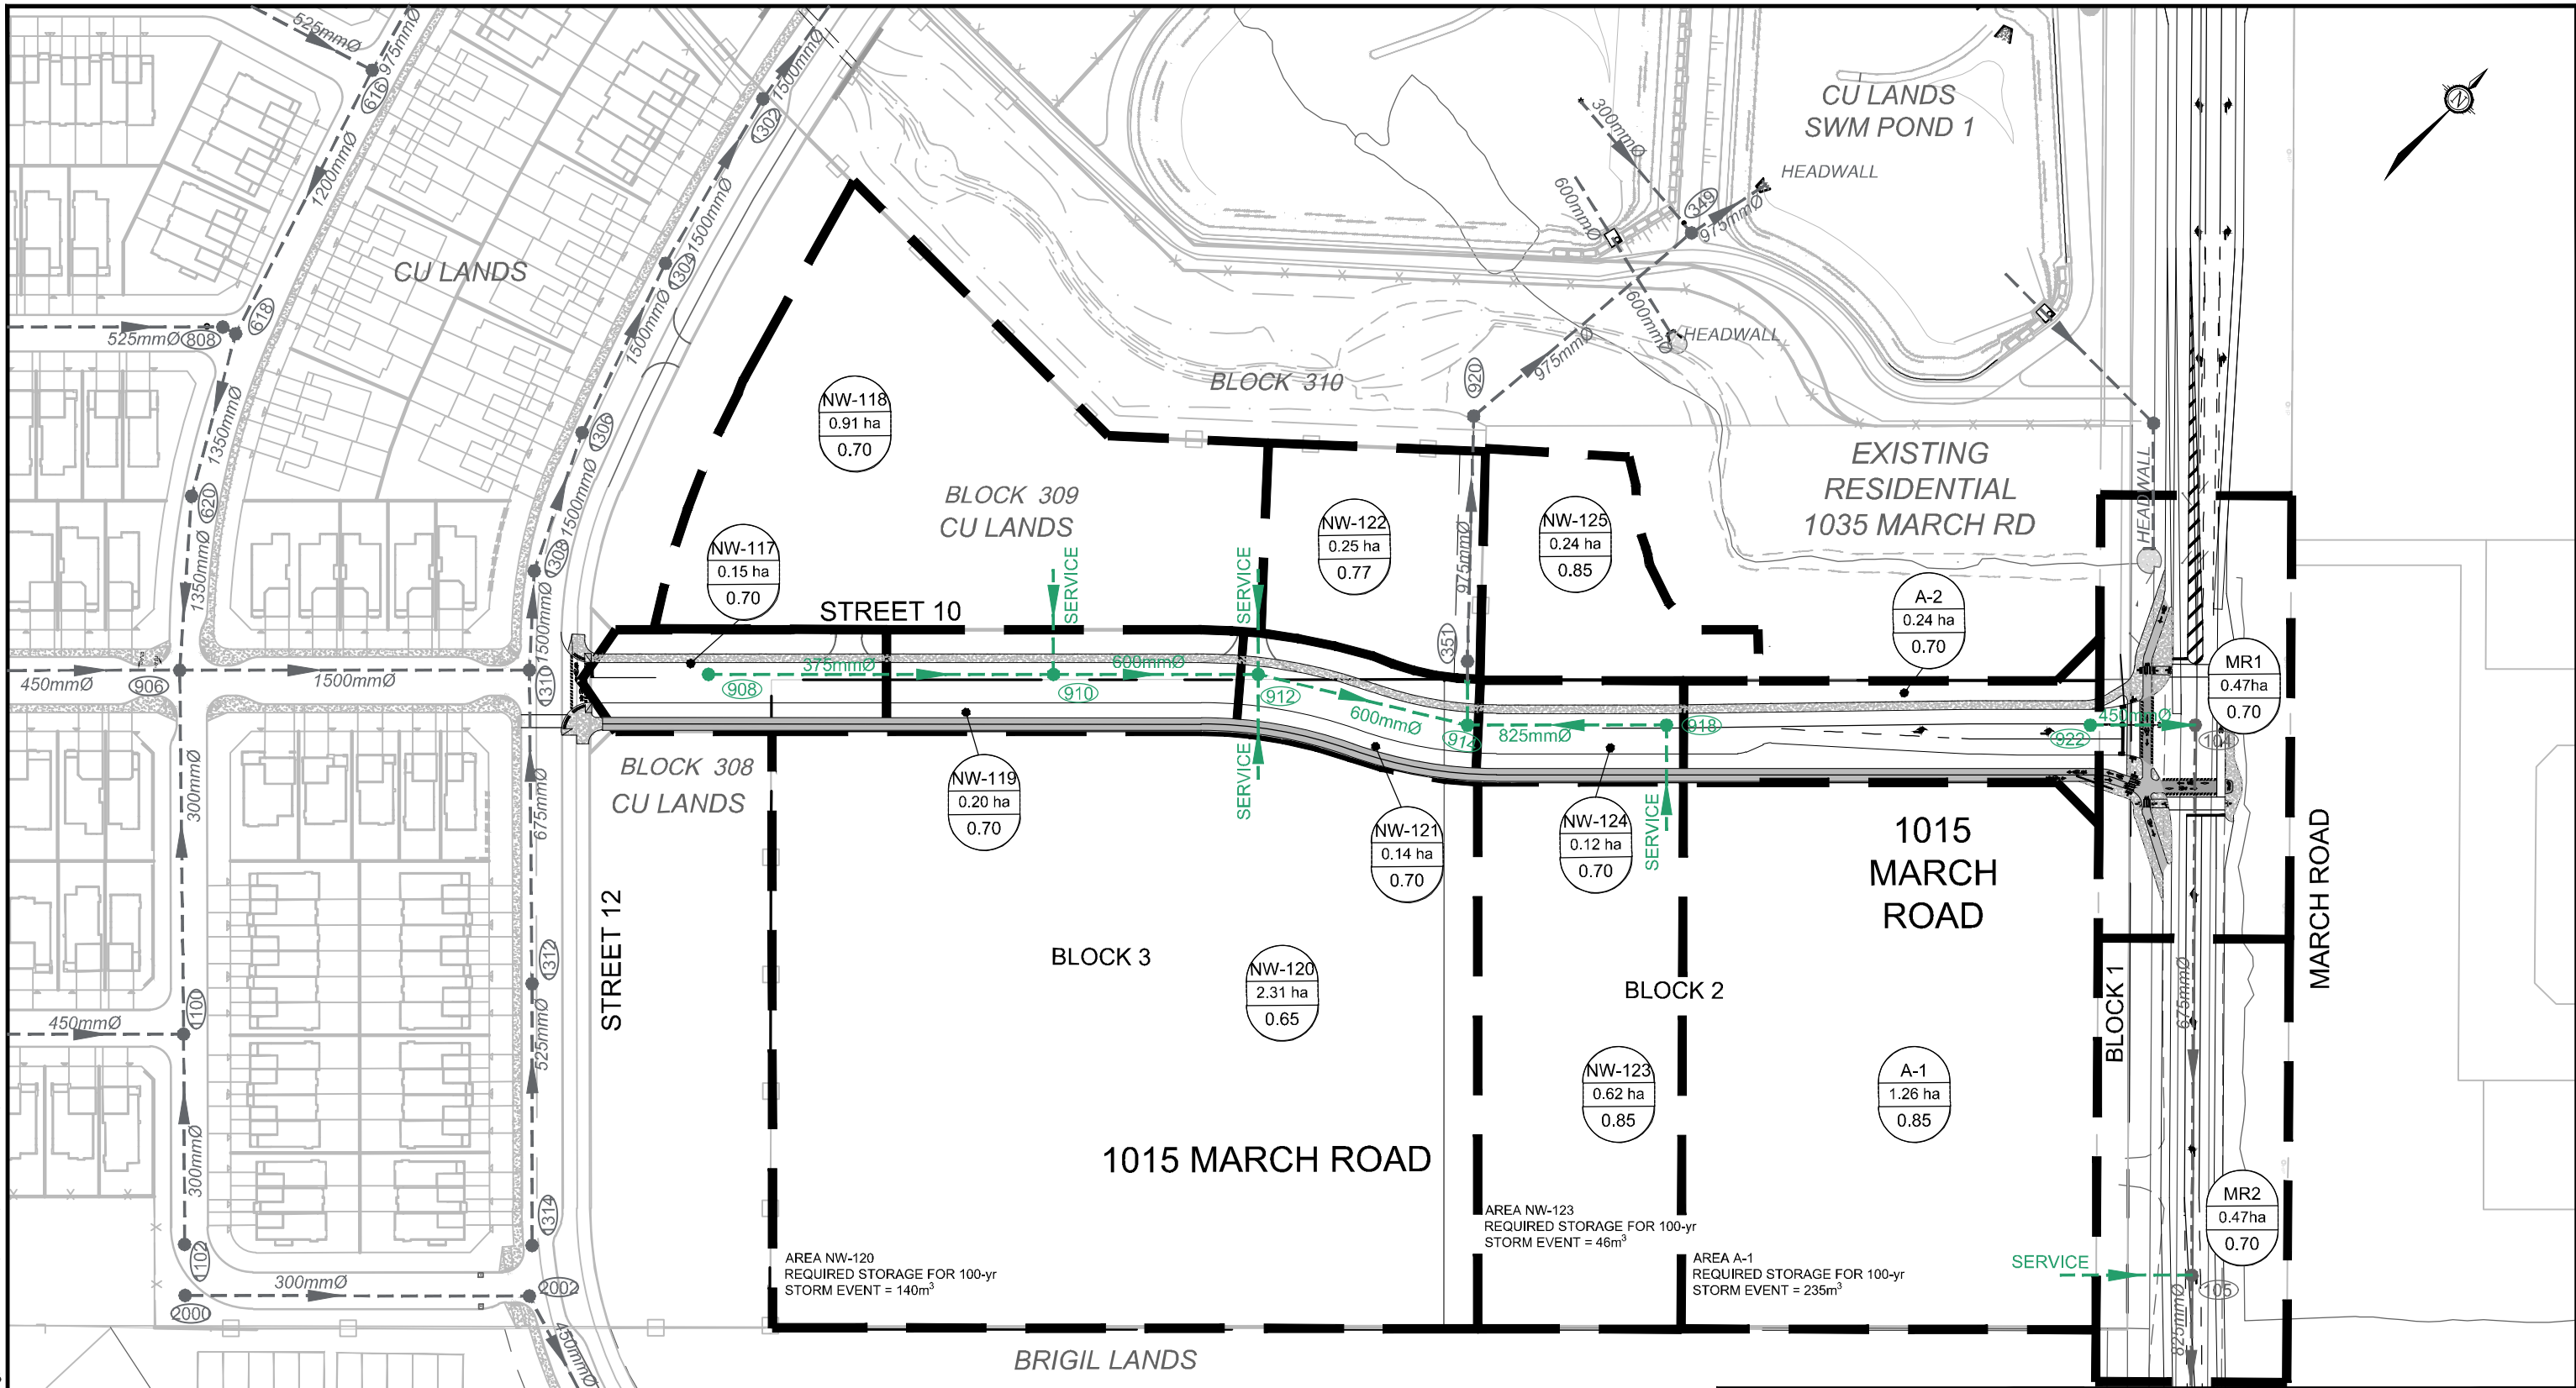 525mmØ
975mmØ
616
1200mmØ
CU LANDS
525mmØ
808
618
1350mmØ
620
1350mmØ
450mmØ
906
1500mmØ
1310
1500mmØ
1308
1500mmØ
1306
1500mmØ
1304
1500mmØ
1302
1500mmØ
300mmØ
675mmØ
1312
525mmØ
1100
450mmØ
300mmØ
1102
1314
300mmØ
2000
2002
450mmØ
STREET 12
BLOCK 308
CU LANDS
NW-118
0.91 ha
0.70
BLOCK 309
CU LANDS
NW-117
0.15 ha
0.70
STREET 10
SERVICE
SERVICE
375mmØ
600mmØ
908
910
912
600mmØ
914
825mmØ
918
SERVICE
SERVICE
NW-119
0.20 ha
0.70
NW-121
0.14 ha
0.70
NW-124
0.12 ha
0.70
NW-122
0.25 ha
0.77
NW-125
0.24 ha
0.85
975mmØ
351
920
975mmØ
BLOCK 310
300mmØ
600mmØ
349
975mmØ
HEADWALL
600mmØ
HEADWALL
CU LANDS
SWM POND 1
N
EXISTING
RESIDENTIAL
1035 MARCH RD
HEADWALL
A-2
0.24 ha
0.70
MR1
0.47ha
0.70
450mmØ
922
104
1015
MARCH
ROAD
MARCH ROAD
BLOCK 3
NW-120
2.31 ha
0.65
BLOCK 2
NW-123
0.62 ha
0.85
A-1
1.26 ha
0.85
BLOCK 1
675mmØ
1015 MARCH ROAD
AREA NW-120
REQUIRED STORAGE FOR 100-yr
STORM EVENT = 140m³
AREA NW-123
REQUIRED STORAGE FOR 100-yr
STORM EVENT = 46m³
AREA A-1
REQUIRED STORAGE FOR 100-yr
STORM EVENT = 235m³
MR2
0.47ha
0.70
SERVICE
105
825mmØ
BRIGIL LANDS